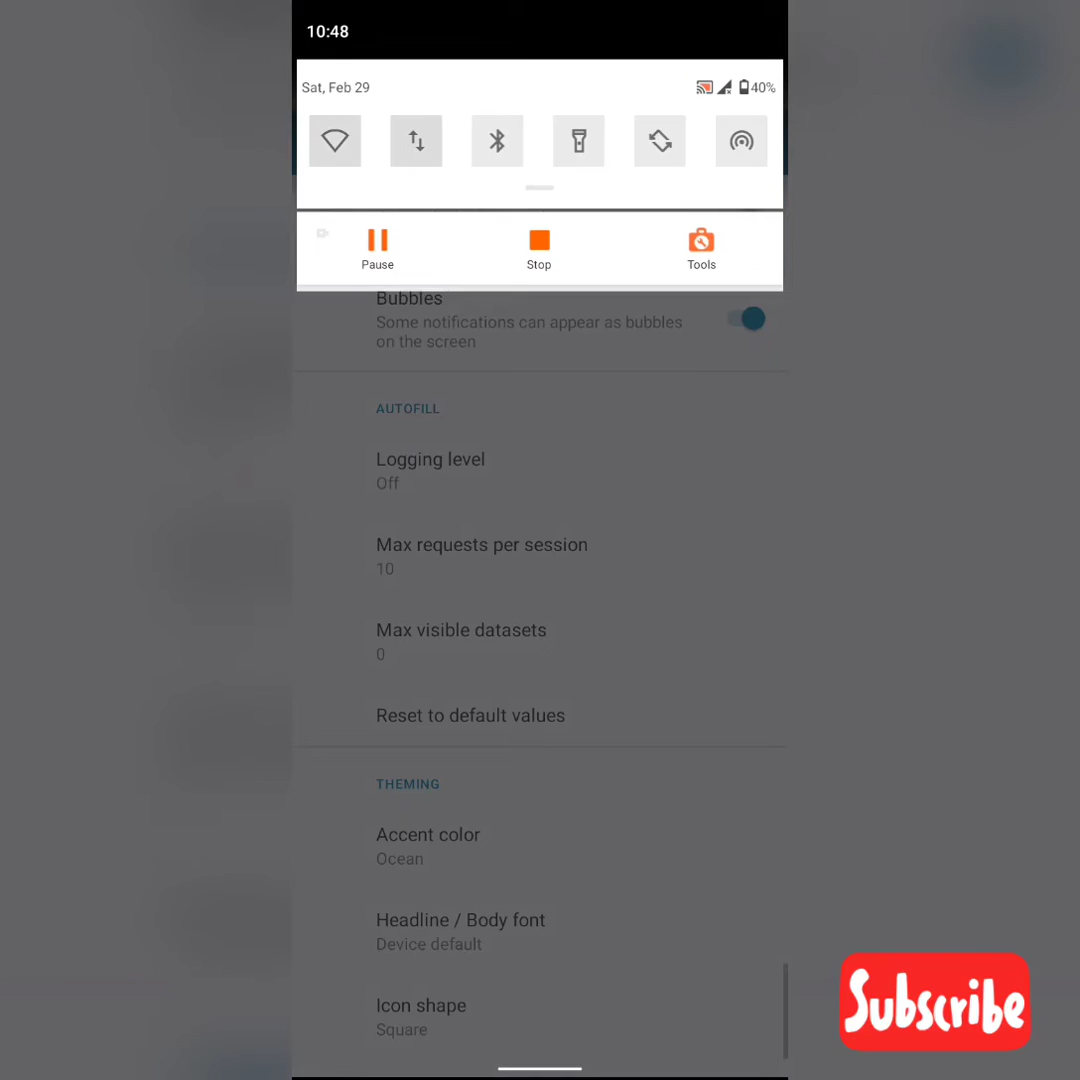 10:48
Sat, Feb 29
40%
Pause
Stop
Tools
Bubbles
Some notifications can appear as bubbles
on the screen
AUTOFILL
Logging level
Off
Max requests per session
10
Max visible datasets
0
Reset to default values
THEMING
Accent color
Ocean
Headline / Body font
Device default
Icon shape
Square
Subscribe